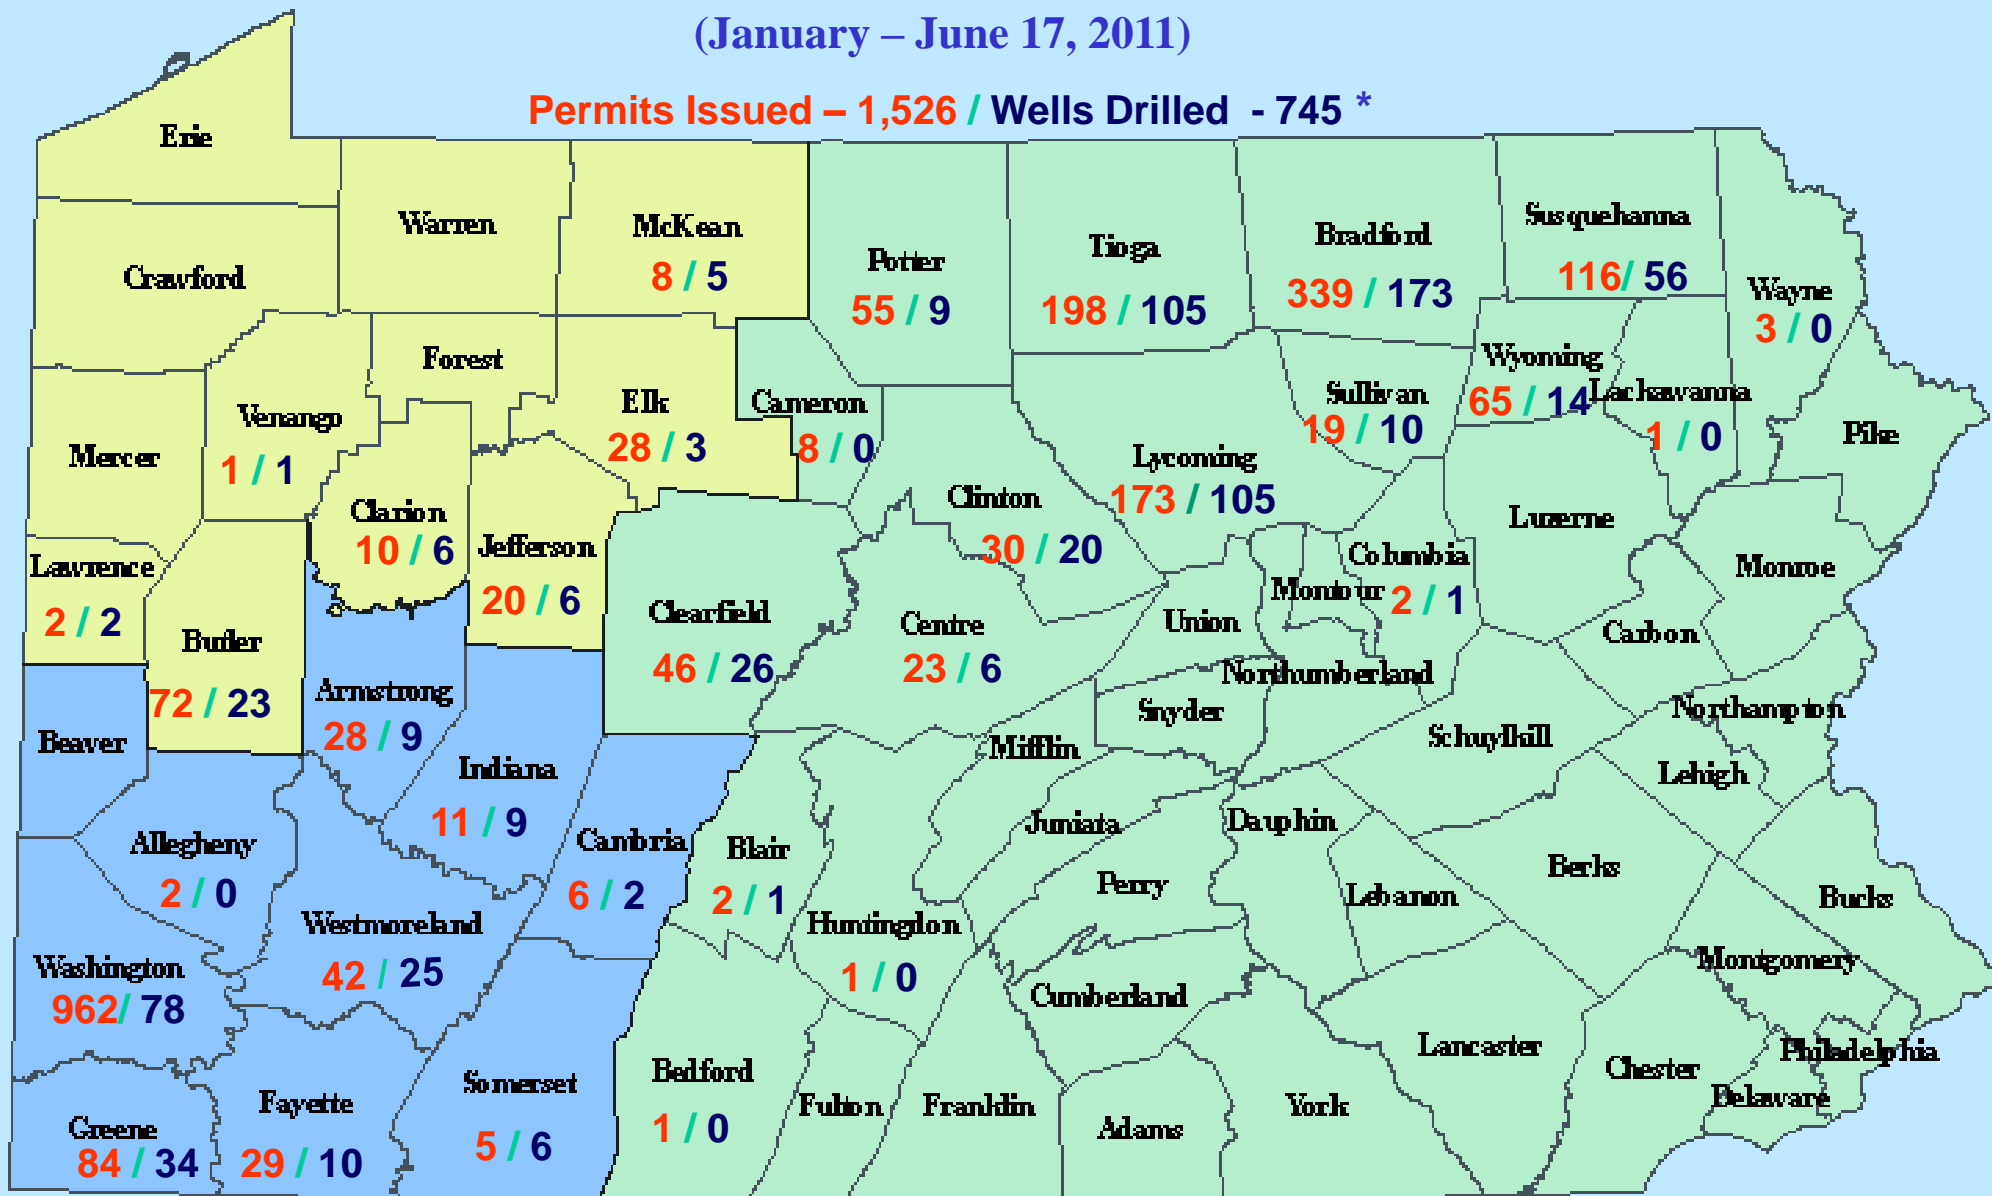 (January – June 17, 2011)
Permits Issued – 1,526 / Wells Drilled - 745 *
Erie
Warren
McKean
8 / 5
Crawford
Potter
55 / 9
Tioga
198 / 105
Bradford
339 / 173
Susquehanna
116/ 56
Wayne
3 / 0
Forest
Venango
1 / 1
Elk
28 / 3
Cameron
8 / 0
Sullivan
19 / 10
Wyoming
65 / 14
Lackawanna
1 / 0
Pike
Mercer
Clarion
10 / 6
Jefferson
20 / 6
Clinton
30 / 20
Lycoming
173 / 105
Columbia
2 / 1
Luzerne
Monroe
Lawrence
2 / 2
Butler
72 / 23
Clearfield
46 / 26
Centre
23 / 6
Union
Montour
Carbon
Northumberland
Snyder
Northampton
Armstrong
28 / 9
Beaver
Indiana
11 / 9
Mifflin
Schuylkill
Lehigh
Allegheny
2 / 0
Cambria
6 / 2
Blair
2 / 1
Juniata
Dauphin
Berks
Perry
Lebanon
Bucks
Westmoreland
42 / 25
Huntingdon
1 / 0
Washington
962/ 78
Cumberland
Montgomery
Lancaster
Philadelphia
Chester
Delaware
Greene
84 / 34
Fayette
29 / 10
Somerset
5 / 6
Bedford
1 / 0
Fulton
Franklin
Adams
York